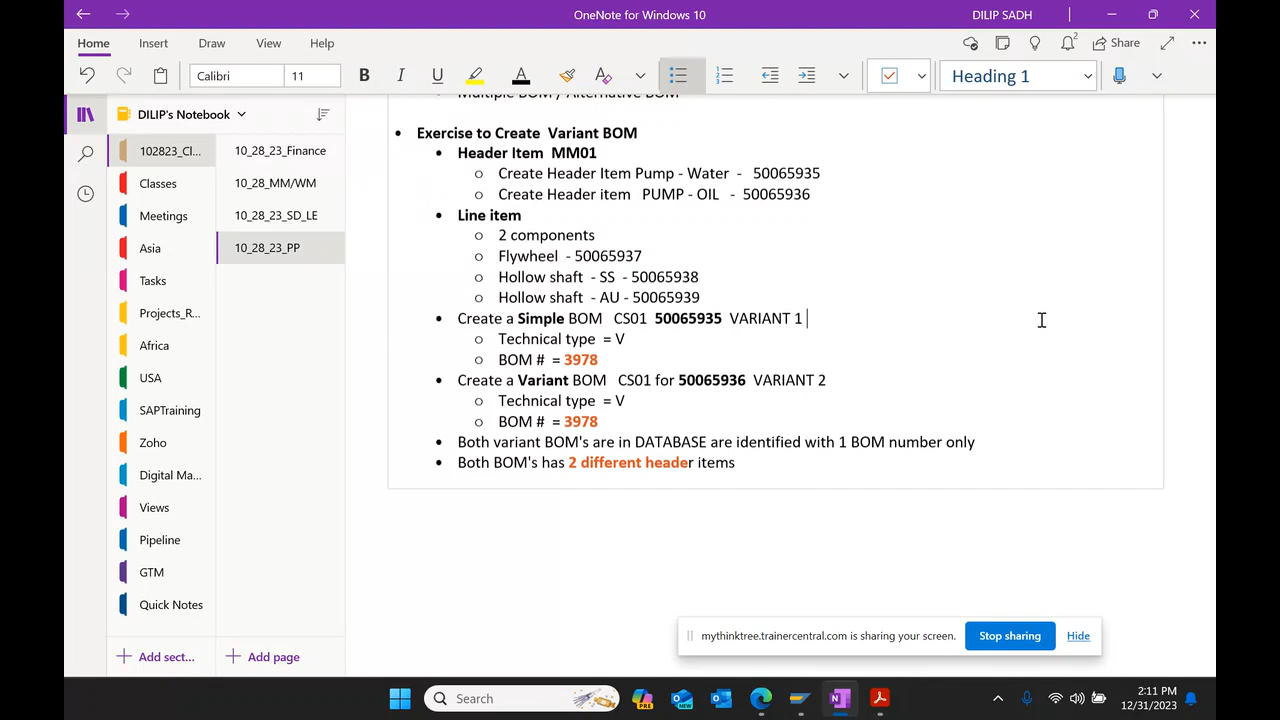 OneNote for Windows 10
DILIP SADH
Home Insert Draw View Help
2
Share
Calibri 11 B I U A Heading 1
DILIP's Notebook
102823_Cl...
Classes
Meetings
Asia
Tasks
Projects_R...
Africa
USA
SAPTraining
Zoho
Digital Ma...
Views
Pipeline
GTM
Quick Notes
Add sect...
10_28_23_Finance
10_28_MM/WM
10_28_23_SD_LE
10_28_23_PP
Add page
Multiple BOM / Alternative BOM
• Exercise to Create Variant BOM
• Header Item MM01
o Create Header Item Pump - Water - 50065935
o Create Header item PUMP - OIL - 50065936
• Line item
o 2 components
o Flywheel - 50065937
o Hollow shaft - SS - 50065938
o Hollow shaft - AU - 50065939
• Create a Simple BOM CS01 50065935 VARIANT 1
o Technical type = V
o BOM # = 3978
• Create a Variant BOM CS01 for 50065936 VARIANT 2
o Technical type = V
o BOM # = 3978
• Both variant BOM's are in DATABASE are identified with 1 BOM number only
• Both BOM's has 2 different header items
mythinktree.trainercentral.com is sharing your screen. Stop sharing Hide
Search
PRE
NEW
2:11 PM
12/31/2023